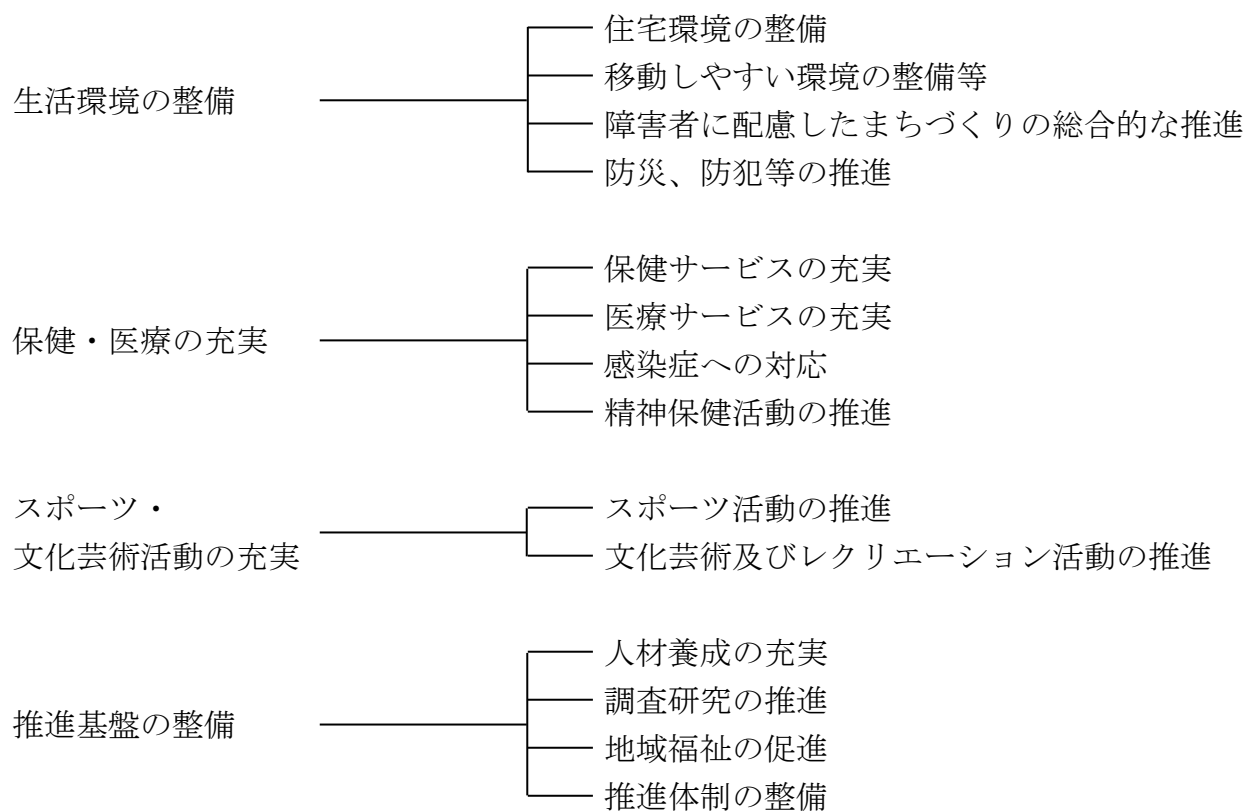 生活環境の整備
住宅環境の整備
移動しやすい環境の整備等
障害者に配慮したまちづくりの総合的な推進
防災、防犯等の推進
保健・医療の充実
保健サービスの充実
医療サービスの充実
感染症への対応
精神保健活動の推進
スポーツ・
文化芸術活動の充実
スポーツ活動の推進
文化芸術及びレクリエーション活動の推進
推進基盤の整備
人材養成の充実
調査研究の推進
地域福祉の促進
推進体制の整備